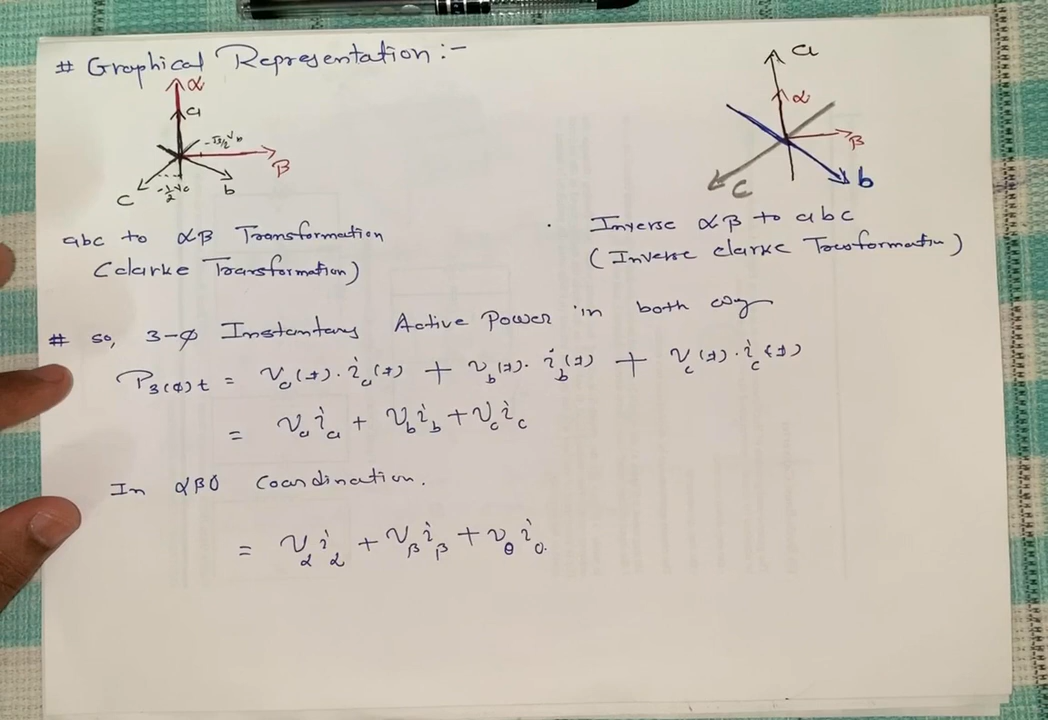 # Graphical Representation :-
α
a
-√3/2 Vb
β
C
-1/2 Vc
b
a
α
β
C
b
abc to αβ Transformation
(clarke Transformation)
Inverse αβ to abc
(Inverse clarke Transformation)
# so, 3-φ Instantany Active Power in both way
P3(φ)t = Va(t).ia(t) + Vb(t).ib(t) + Vc(t).ic(t)
= Va ia + Vb ib + Vc ic
In αβ0 Coordination.
= Vα iα + Vβ iβ + V0 i0.